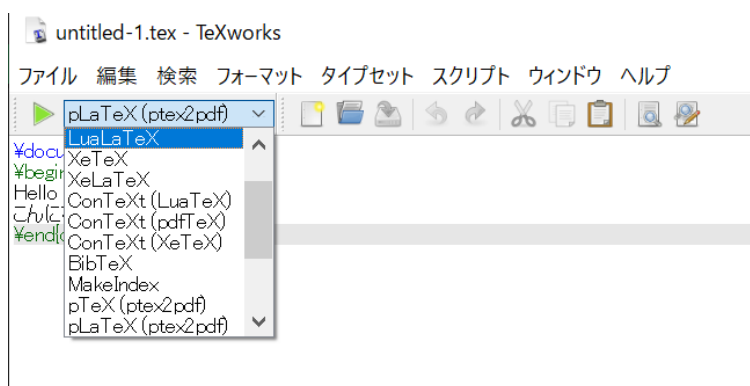 untitled-1.tex - TeXworks
ファイル 編集 検索 フォーマット タイプセット スクリプト ウィンドウ ヘルプ
pLaTeX (ptex2pdf)
¥docu
¥begin
Hello
こんに
¥end{
LuaLaTeX
XeTeX
XeLaTeX
ConTeXt (LuaTeX)
ConTeXt (pdfTeX)
ConTeXt (XeTeX)
BibTeX
MakeIndex
pTeX (ptex2pdf)
pLaTeX (ptex2pdf)